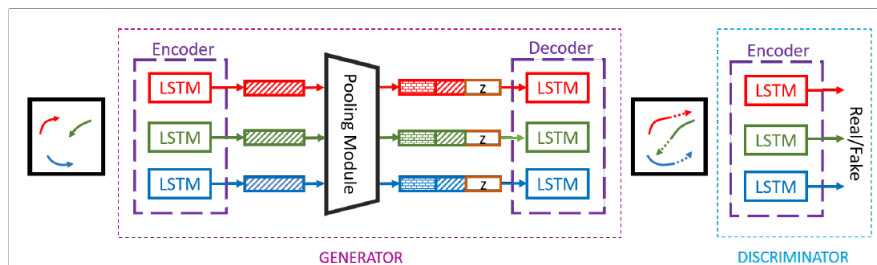 Encoder
LSTM
LSTM
LSTM
Pooling Module
z
z
z
Decoder
LSTM
LSTM
LSTM
GENERATOR
Encoder
LSTM
LSTM
LSTM
Real/Fake
DISCRIMINATOR